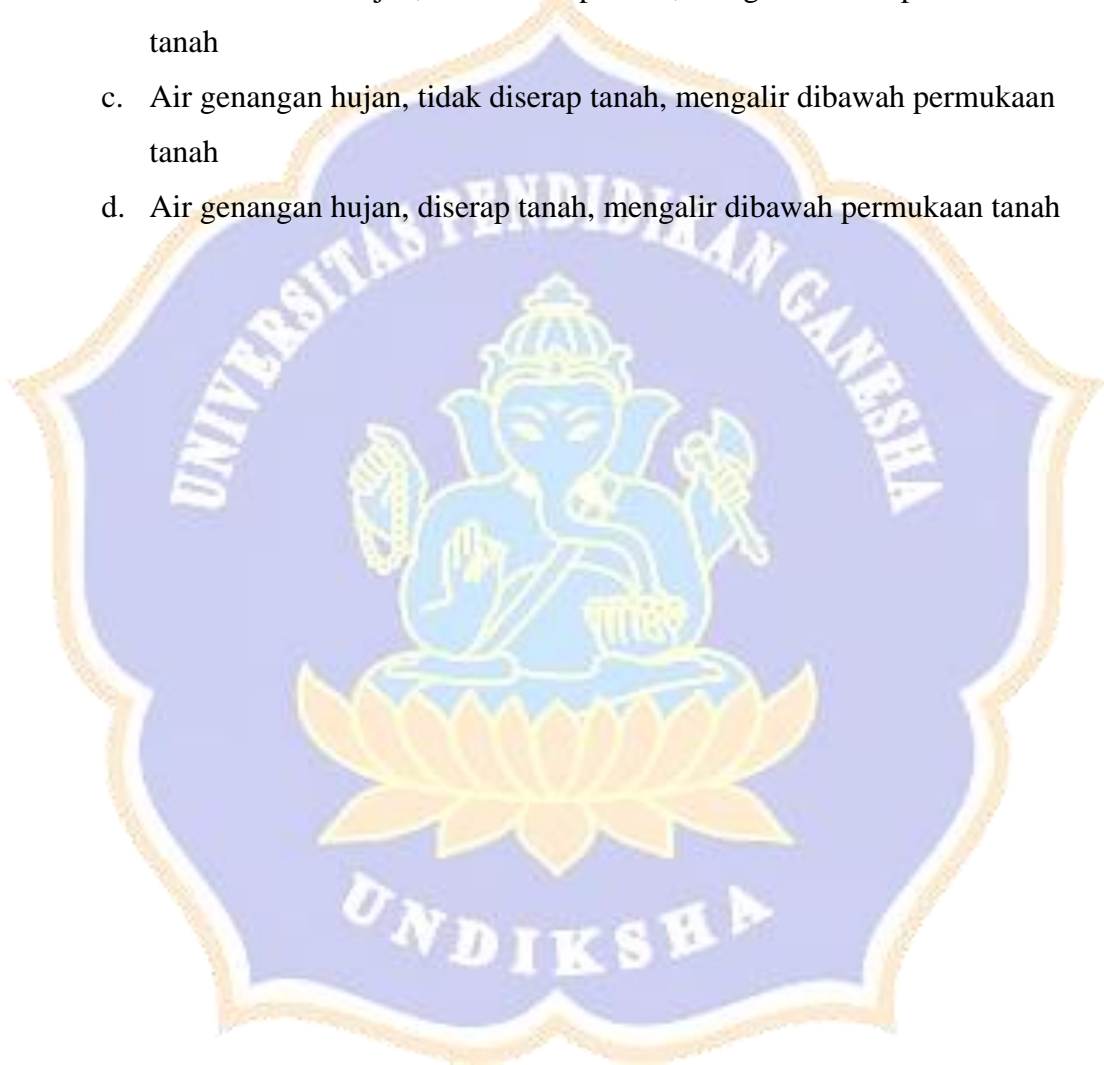 tanah
c. Air genangan hujan, tidak diserap tanah, mengalir dibawah permukaan
tanah
d. Air genangan hujan, diserap tanah, mengalir dibawah permukaan tanah
UNIVERSITAS PENDIDIKAN GANESHA
UNDIKSHA